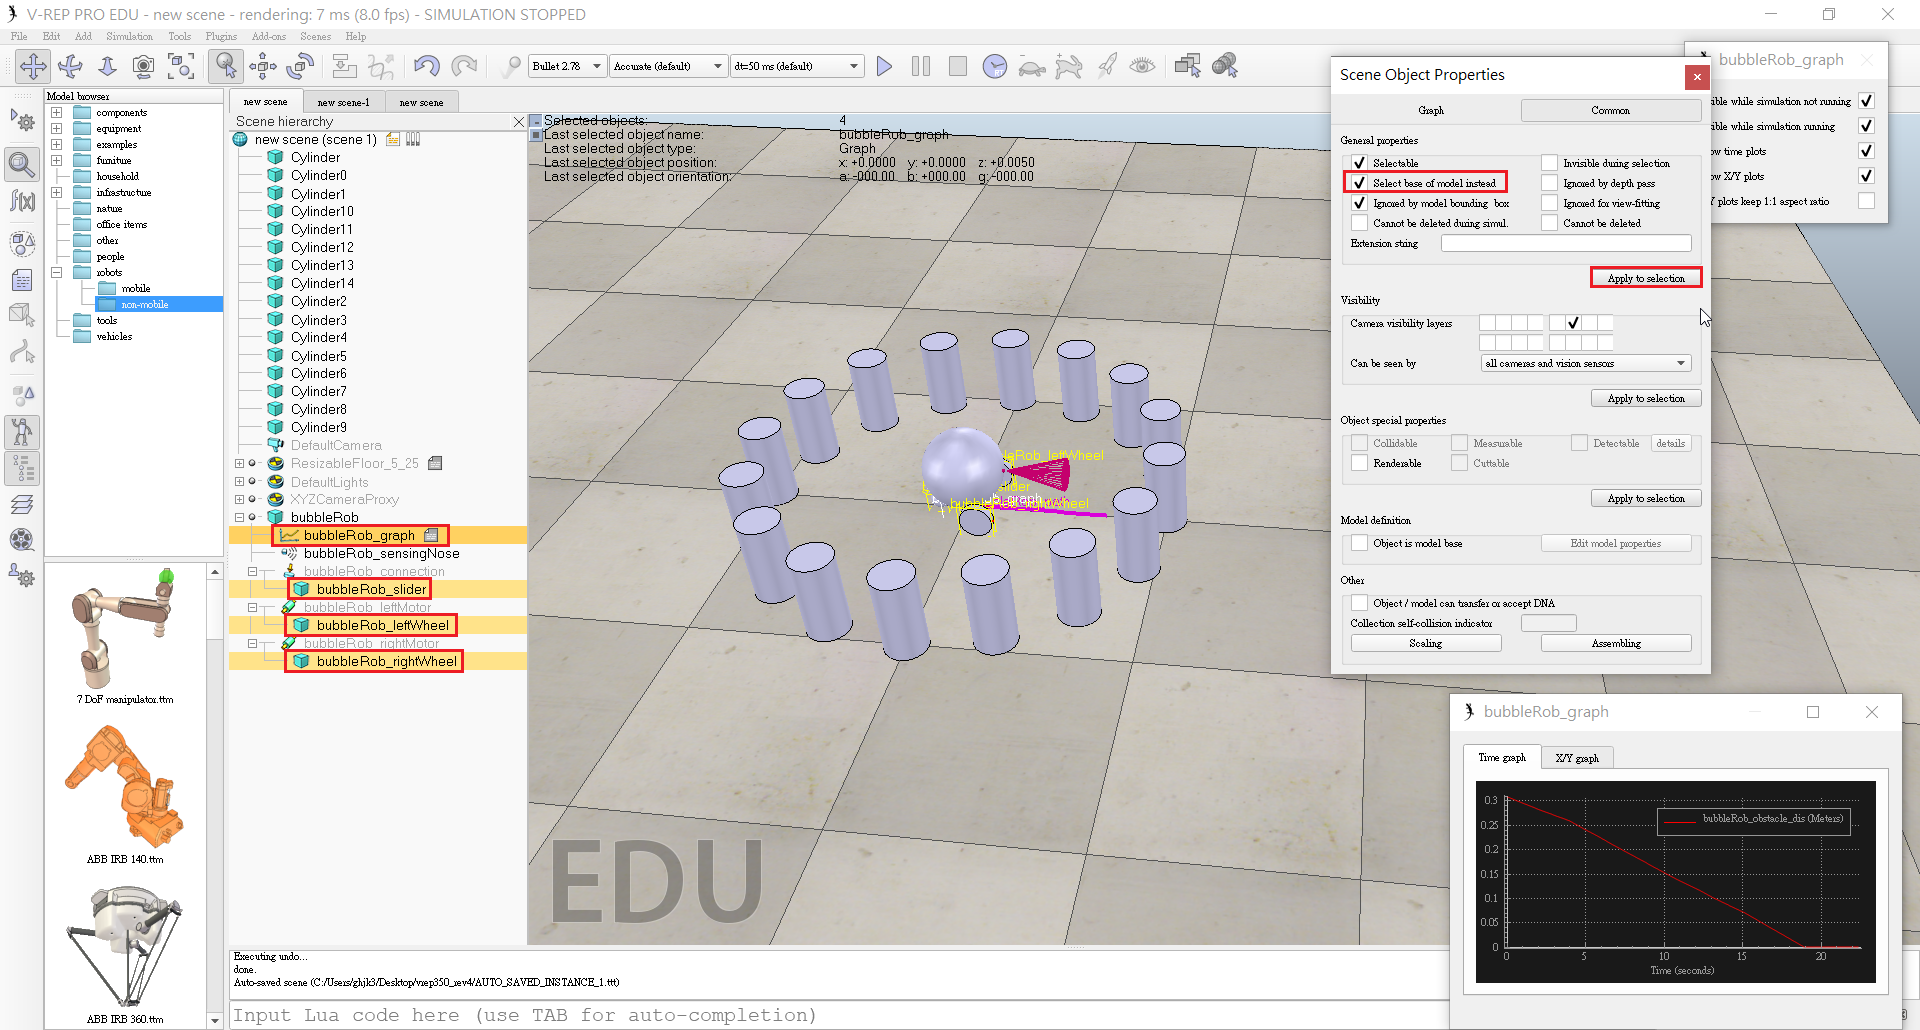 V-REP PRO EDU - new scene - rendering: 7 ms (8.0 fps) - SIMULATION STOPPED
File Edit Add Simulation Tools Plugins Add-ons Scenes Help
Bullet 2.78 Accurate (default) dt=50 ms (default)
Model browser
components
equipment
examples
furniture
household
infrastructure
nature
office items
other
people
robots
mobile
non-mobile
tools
vehicles
7 DoF manipulator.ttm
ABB IRB 140.ttm
ABB IRB 360.ttm
new scene new scene-1 new scene
Scene hierarchy
new scene (scene 1)
Cylinder
Cylinder0
Cylinder1
Cylinder10
Cylinder11
Cylinder12
Cylinder13
Cylinder14
Cylinder2
Cylinder3
Cylinder4
Cylinder5
Cylinder6
Cylinder7
Cylinder8
Cylinder9
DefaultCamera
ResizableFloor_5_25
DefaultLights
XYZCameraProxy
bubbleRob
bubbleRob_graph
bubbleRob_sensingNose
bubbleRob_connection
bubbleRob_slider
bubbleRob_leftMotor
bubbleRob_leftWheel
bubbleRob_rightMotor
bubbleRob_rightWheel
Selected objects: 4
Last selected object name: bubbleRob_graph
Last selected object type: Graph
Last selected object position: x: +0.0000 y: +0.0000 z: +0.0050
Last selected object orientation: a: -000.00 b: +000.00 g: -000.00
leRob_leftWheel
slider
graph
bubbleRob_rightWheel
EDU
Scene Object Properties
Graph Common
General properties
Selectable Invisible during selection
Select base of model instead Ignored by depth pass
Ignored by model bounding box Ignored for view-fitting
Cannot be deleted during simul. Cannot be deleted
Extension string
Apply to selection
Visibility
Camera visibility layers
Can be seen by all cameras and vision sensors
Apply to selection
Object special properties
Collidable Measurable Detectable details
Renderable Cuttable
Apply to selection
Model definition
Object is model base Edit model properties
Other
Object / model can transfer or accept DNA
Collection self-collision indicator
Scaling Assembling
bubbleRob_graph
ible while simulation not running
ible while simulation running
ow time plots
ow X/Y plots
Y plots keep 1:1 aspect ratio
bubbleRob_graph
Time graph X/Y graph
bubbleRob_obstacle_dis (Meters)
0.3
0.25
0.2
0.15
0.1
0.05
0
0 5 10 15 20
Time (seconds)
Executing undo...
done.
Auto-saved scene (C:/Users/ghjk3/Desktop/vrep350_rev4/AUTO_SAVED_INSTANCE_1.ttt)
Input Lua code here (use TAB for auto-completion)